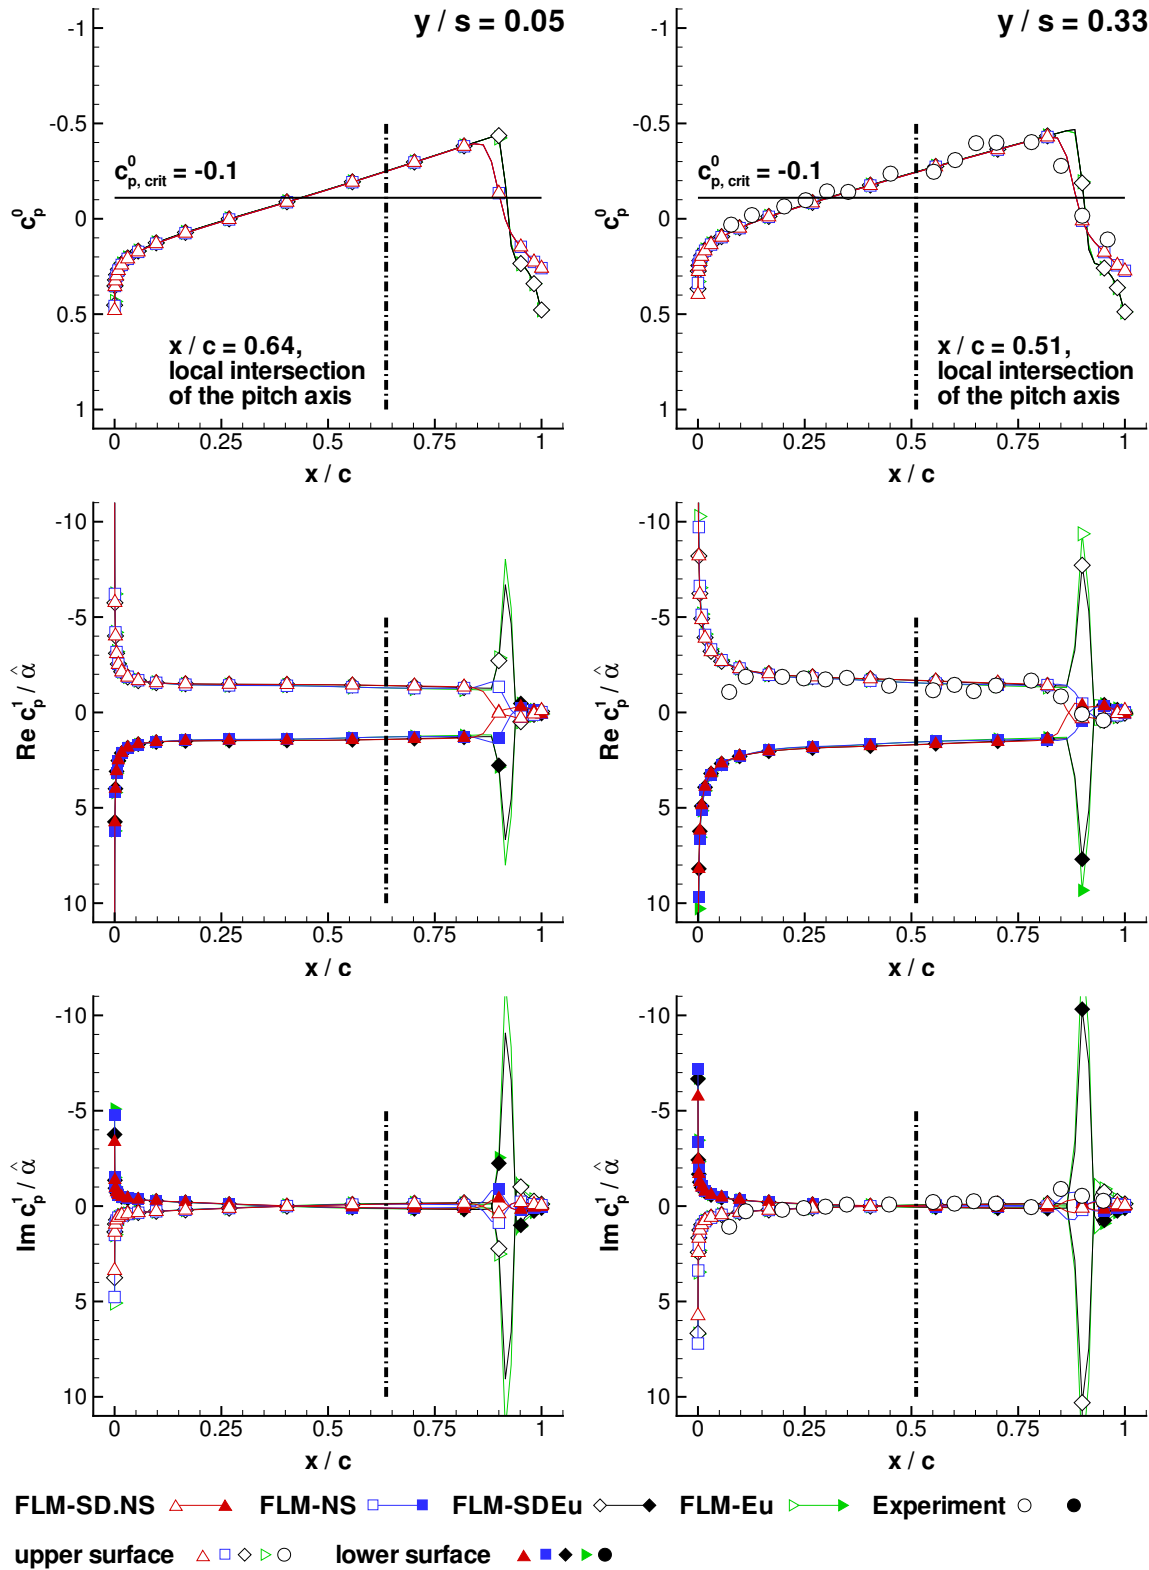 y / s = 0.05
y / s = 0.33
-1
-0.5
0
0.5
1
c⁰p
c⁰p, crit = -0.1
x / c = 0.64,
local intersection
of the pitch axis
0 0.25 0.5 0.75 1
x / c
-1
-0.5
0
0.5
1
c⁰p
c⁰p, crit = -0.1
x / c = 0.51,
local intersection
of the pitch axis
0 0.25 0.5 0.75 1
x / c
-10
-5
0
5
10
Re c¹p / α̂
0 0.25 0.5 0.75 1
x / c
-10
-5
0
5
10
Re c¹p / α̂
0 0.25 0.5 0.75 1
x / c
-10
-5
0
5
10
Im c¹p / α̂
0 0.25 0.5 0.75 1
x / c
-10
-5
0
5
10
Im c¹p / α̂
0 0.25 0.5 0.75 1
x / c
FLM-SD.NS FLM-NS FLM-SDEu FLM-Eu Experiment
upper surface lower surface